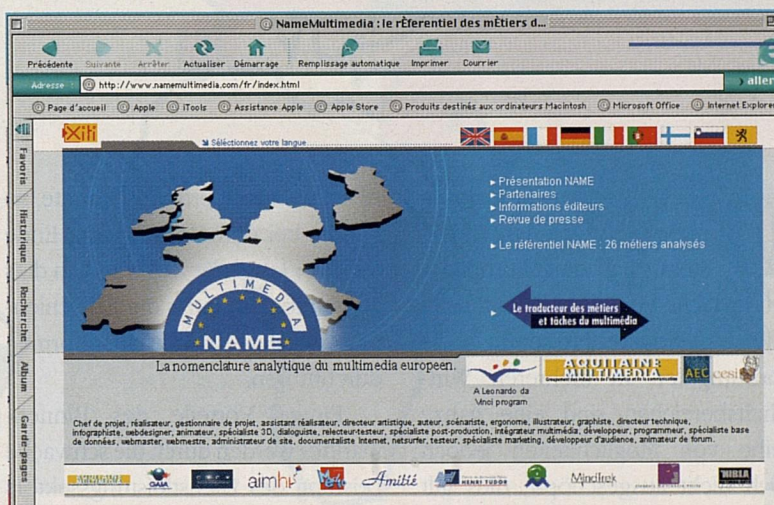 NameMultimedia : le rÈferentiel des mÈtiers d...
Précédente Suivante Arrêter Actualiser Démarrage Remplissage automatique Imprimer Courrier
Adresse http://www.namemultimedia.com/fr/index.html aller
Page d'accueil Apple iTools Assistance Apple Apple Store Produits destinés aux ordinateurs Macintosh Microsoft Office Internet Explorer
Favoris
Historique
Recherche
Album
Garde-pages
Xiti
Séléctionnez votre langue
Présentation NAME
Partenaires
Informations éditeurs
Revue de presse
Le référentiel NAME : 26 métiers analysés
MULTIMEDIA
NAME
Le traducteur des métiers
et tâches du multimédia
La nomenclature analytique du multimedia europeen.
A Leonardo da
Vinci program
AQUITAINE
MULTIMEDIA
AEC
cesi
Chef de projet, réalisateur, gestionnaire de projet, assistant réalisateur, directeur artistique, auteur, scénariste, ergonome, illustrateur, graphiste, directeur technique,
infographiste, webdesigner, animateur, spécialiste 3D, dialoguiste, relecteur-testeur, spécialiste post-production, intégrateur multimédia, développeur, programmeur, spécialiste base
de données, webmaster, webmestre, administrateur de site, documentaliste Internet, netsurfer, testeur, spécialiste marketing, développeur d'audience, animateur de forum.
GAIA
aimhi
Amitié
HENRI TUDOR
Mindtrek